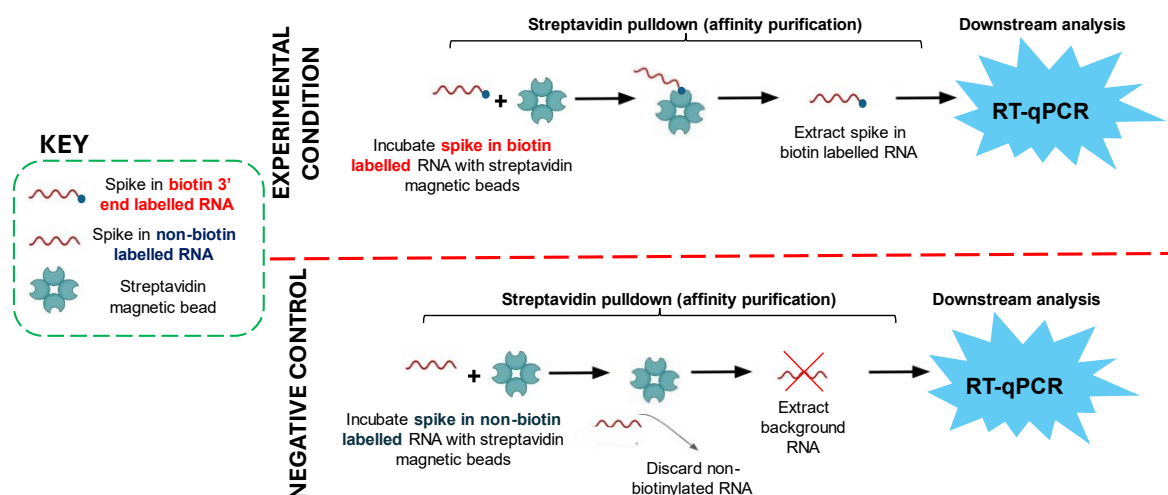 KEY
Spike in biotin 3’
end labelled RNA
Spike in non-biotin
labelled RNA
Streptavidin
magnetic bead
EXPERIMENTAL
CONDITION
Streptavidin pulldown (affinity purification)
Downstream analysis
+
Incubate spike in biotin
labelled RNA with streptavidin
magnetic beads
Extract spike in
biotin labelled RNA
RT-qPCR
NEGATIVE CONTROL
Streptavidin pulldown (affinity purification)
Downstream analysis
+
Incubate spike in non-biotin
labelled RNA with streptavidin
magnetic beads
Discard non-
biotinylated RNA
Extract
background
RNA
RT-qPCR